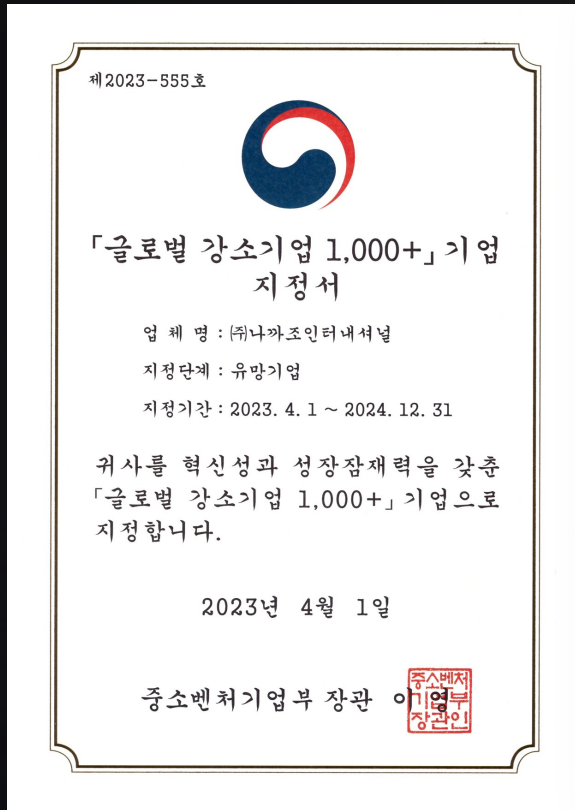 제2023-555호
「글로벌 강소기업 1,000+」기업
지정서
업 체 명 : ㈜나까조인터내셔널
지정단계 : 유망기업
지정기간 : 2023. 4. 1 ~ 2024. 12. 31
귀사를 혁신성과 성장잠재력을 갖춘
「글로벌 강소기업 1,000+」기업으로
지정합니다.
2023년 4월 1일
중소벤처기업부 장관 이 영
중소벤처
기업부
장관인